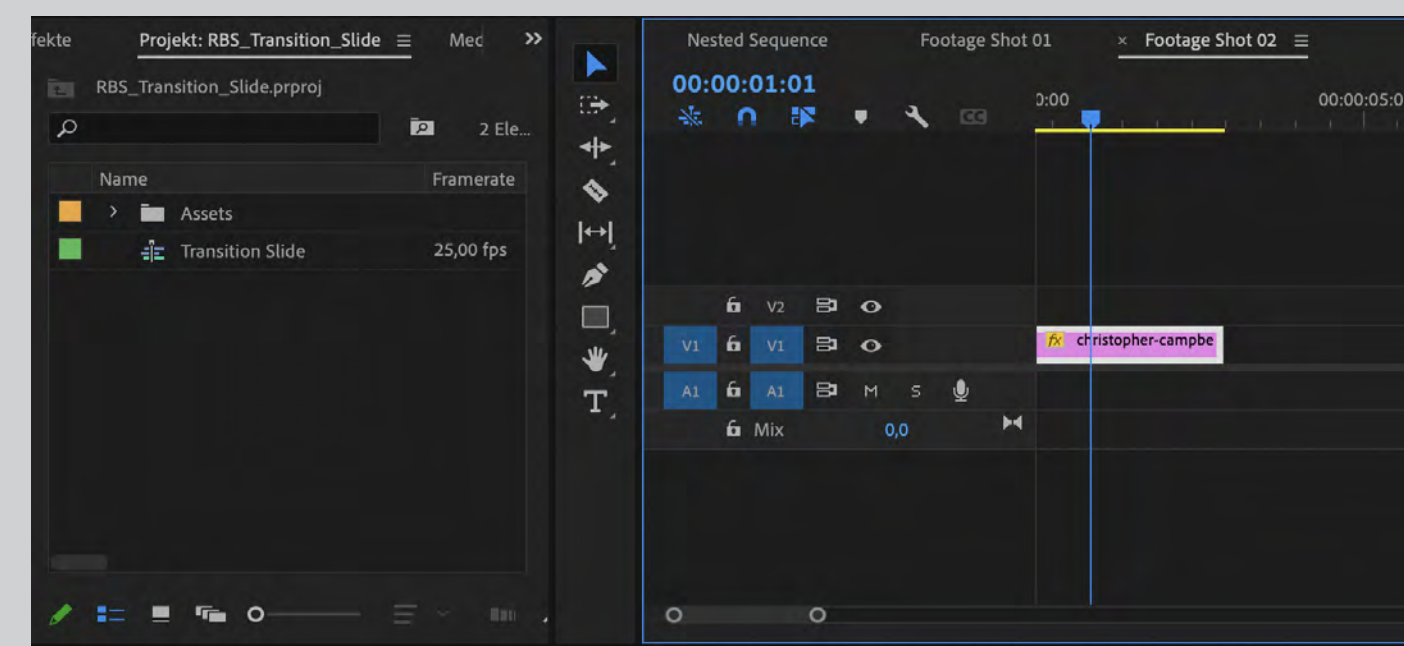 fekte Projekt: RBS_Transition_Slide Med
RBS_Transition_Slide.prproj
2 Ele...
Name Framerate
Assets
Transition Slide 25,00 fps
T
Nested Sequence Footage Shot 01 × Footage Shot 02
00:00:01:01
CC
0:00 00:00:05:0
V2
V1 V1 fx christopher-campbe
A1 A1 M S
Mix 0,0